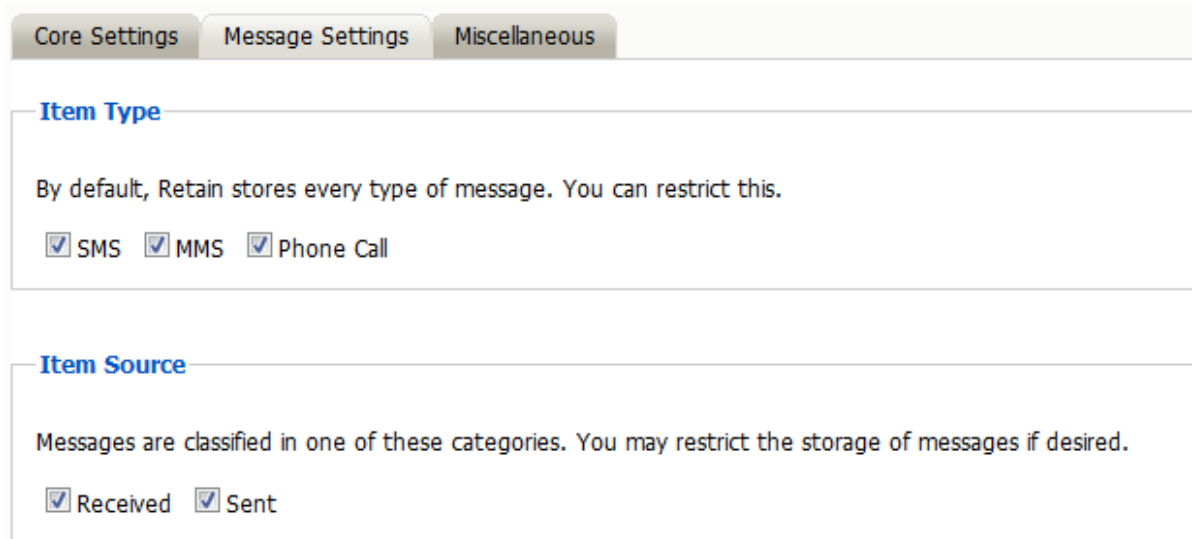 Core Settings Message Settings Miscellaneous
Item Type
By default, Retain stores every type of message. You can restrict this.
SMS MMS Phone Call
Item Source
Messages are classified in one of these categories. You may restrict the storage of messages if desired.
Received Sent